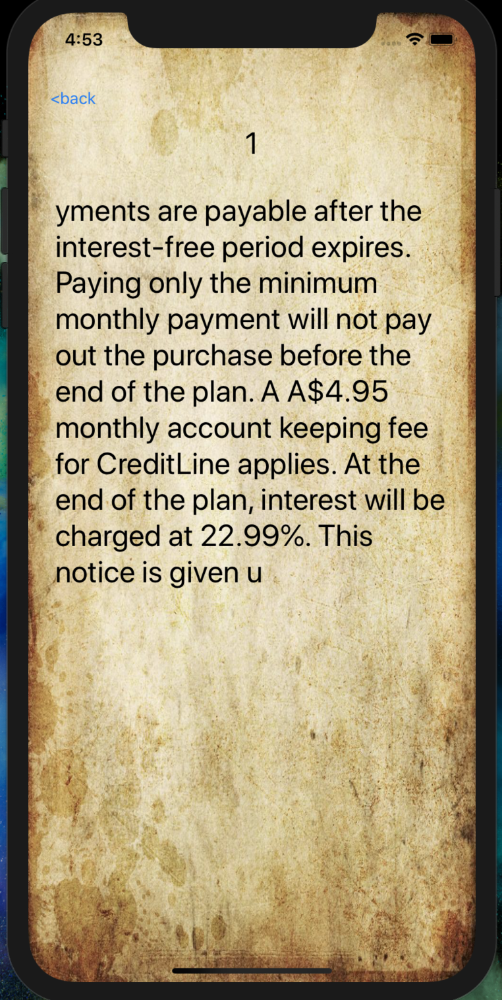 4:53
<back
1
yments are payable after the
interest-free period expires.
Paying only the minimum
monthly payment will not pay
out the purchase before the
end of the plan. A A$4.95
monthly account keeping fee
for CreditLine applies. At the
end of the plan, interest will be
charged at 22.99%. This
notice is given u